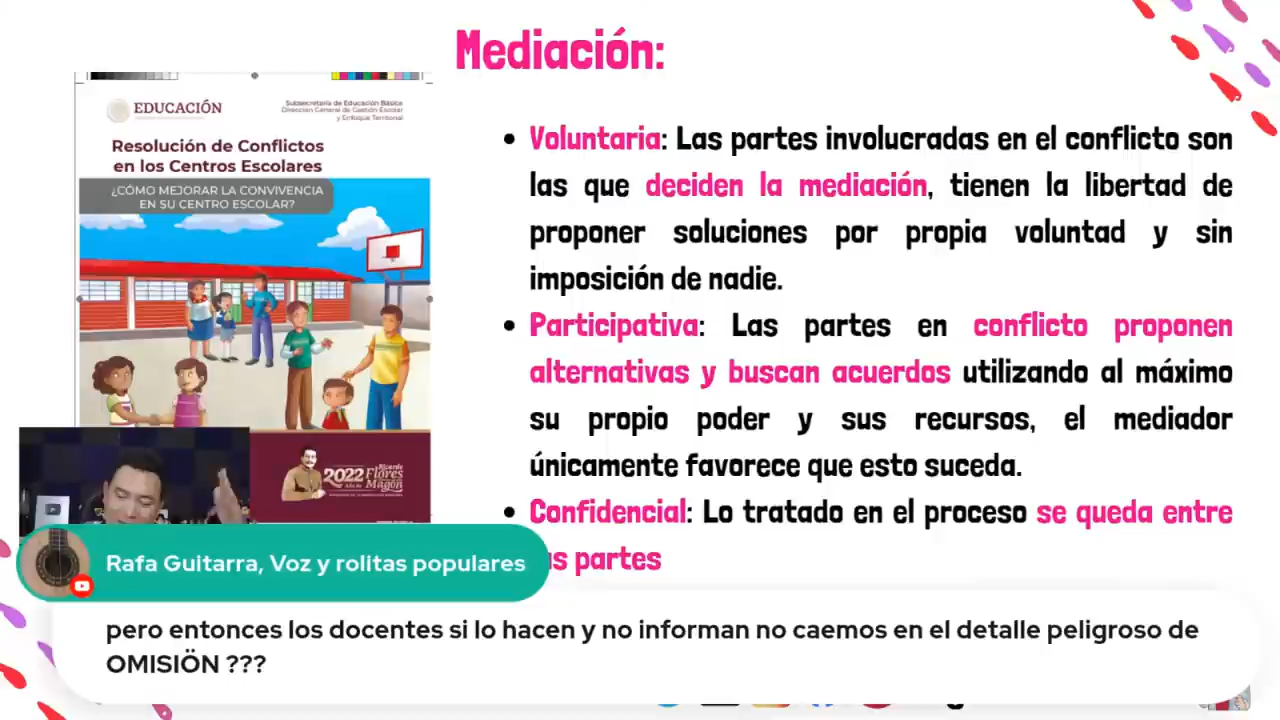 Mediación:
EDUCACIÓN
Subsecretaría de Educación Básica
Dirección General de Gestión Escolar
y Enfoque Territorial
Resolución de Conflictos
en los Centros Escolares
¿CÓMO MEJORAR LA CONVIVENCIA
EN SU CENTRO ESCOLAR?
2022 Ricardo
Flores
Año de Magón
• Voluntaria: Las partes involucradas en el conflicto son
las que deciden la mediación, tienen la libertad de
proponer soluciones por propia voluntad y sin
imposición de nadie.
• Participativa: Las partes en conflicto proponen
alternativas y buscan acuerdos utilizando al máximo
su propio poder y sus recursos, el mediador
únicamente favorece que esto suceda.
• Confidencial: Lo tratado en el proceso se queda entre
partes
Rafa Guitarra, Voz y rolitas populares
pero entonces los docentes si lo hacen y no informan no caemos en el detalle peligroso de
OMISIÖN ???